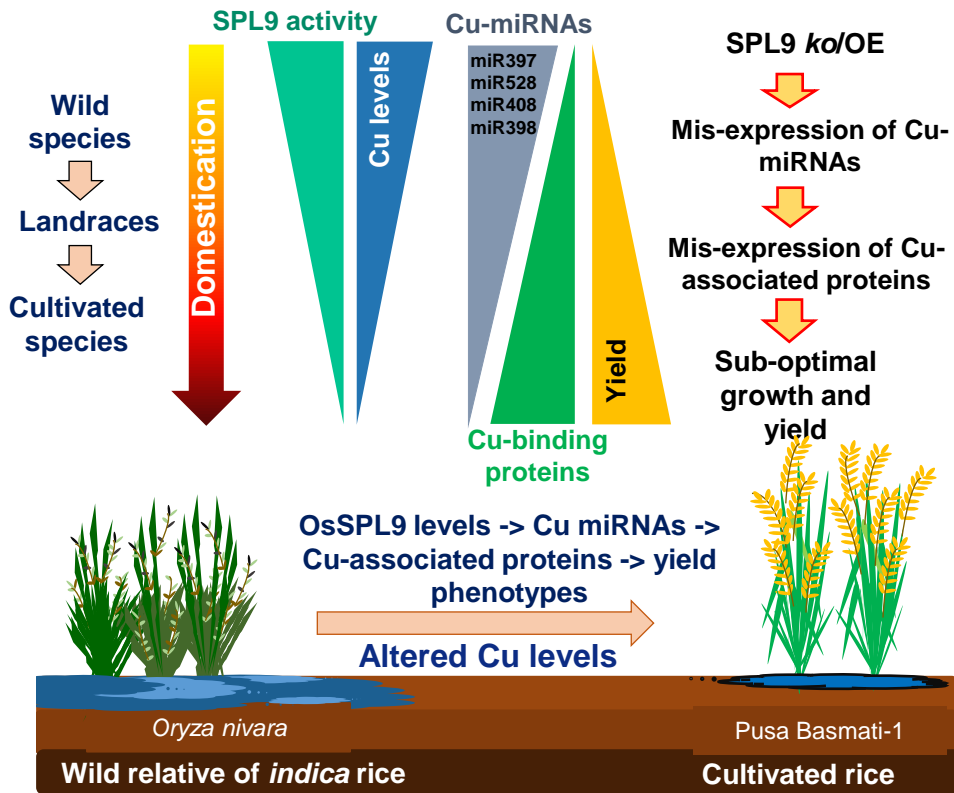 SPL9 activity
Cu-miRNAs
SPL9 ko/OE
Wild
species
Landraces
Cultivated
species
Domestication
Cu levels
miR397
miR528
miR408
miR398
Yield
Cu-binding
proteins
Mis-expression of Cu-
miRNAs
Mis-expression of Cu-
associated proteins
Sub-optimal
growth and
yield
OsSPL9 levels -> Cu miRNAs ->
Cu-associated proteins -> yield
phenotypes
Altered Cu levels
Oryza nivara
Pusa Basmati-1
Wild relative of indica rice
Cultivated rice